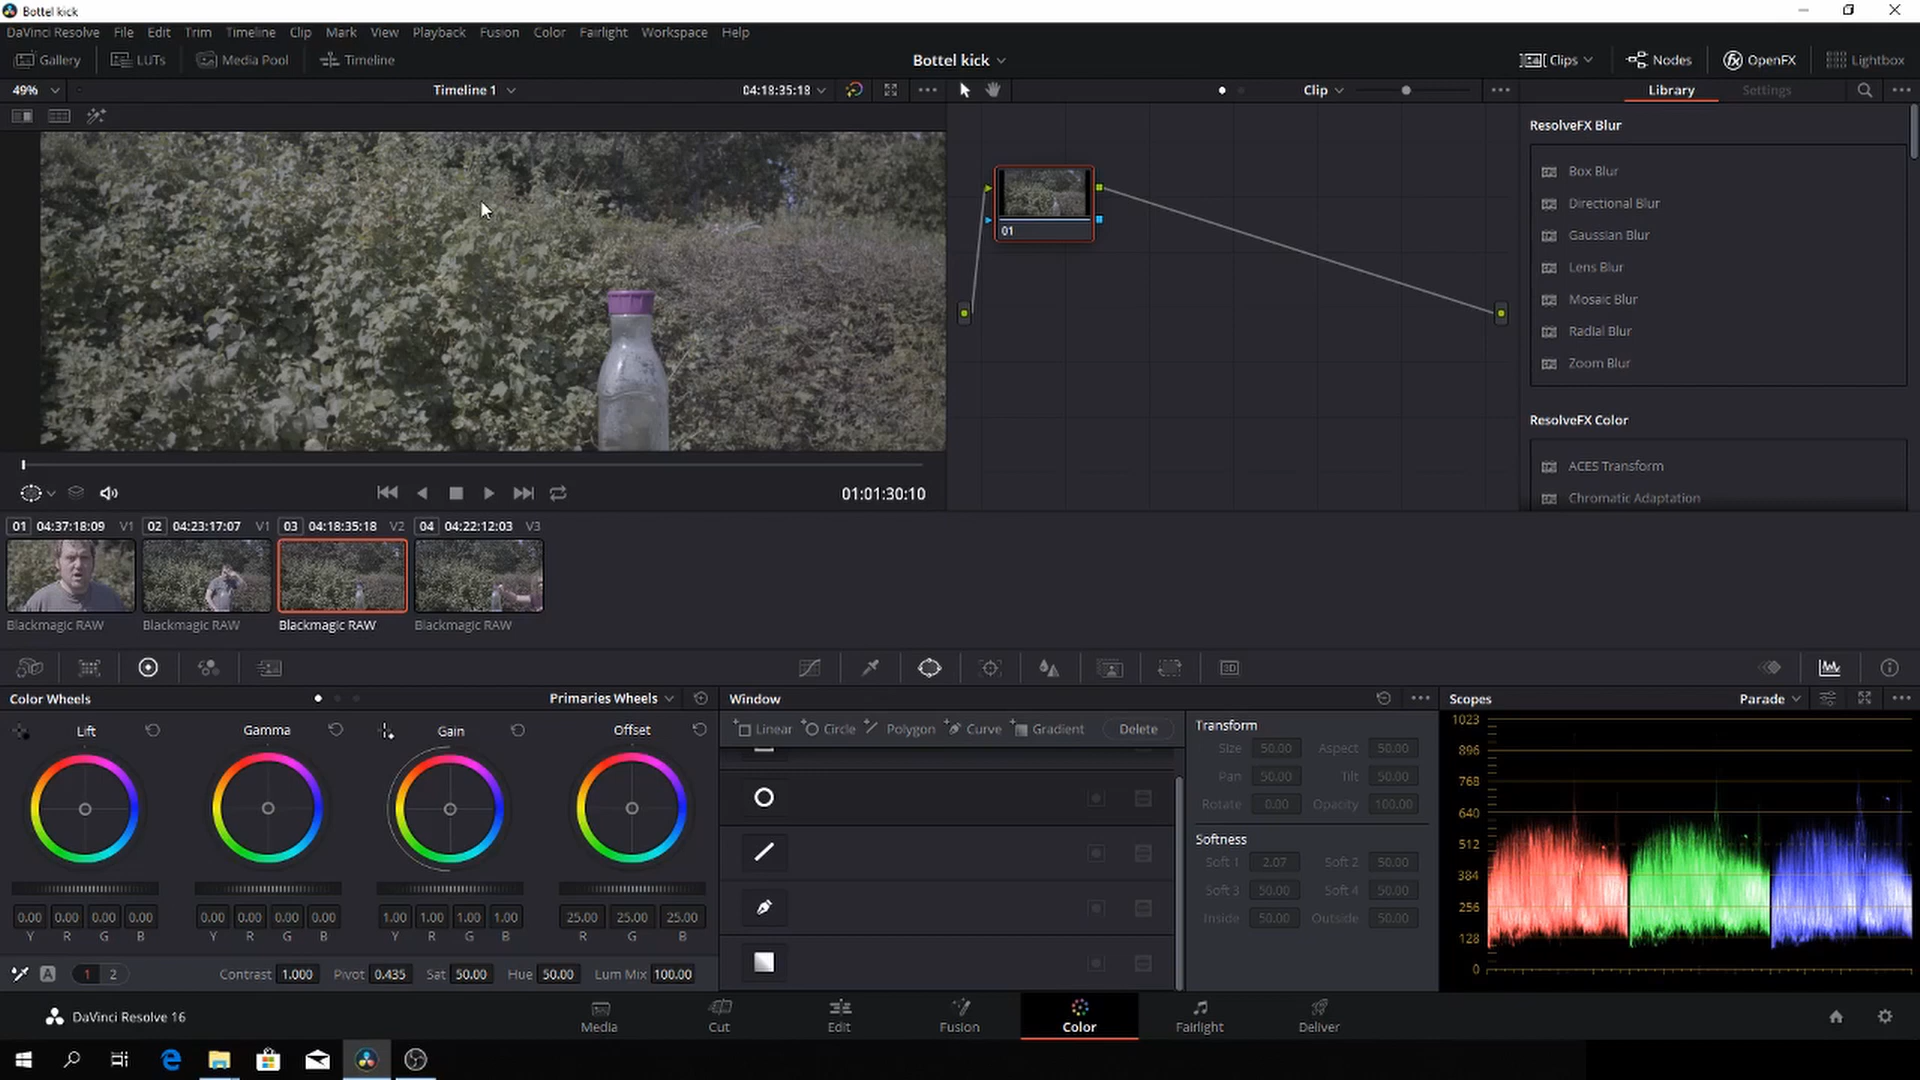 Bottel kick
DaVinci Resolve File Edit Trim Timeline Clip Mark View Playback Fusion Color Fairlight Workspace Help
Gallery LUTs Media Pool Timeline Bottel kick Clips Nodes OpenFX Lightbox
49% Timeline 1 04:18:35:18 Clip Library Settings
ResolveFX Blur
Box Blur
Directional Blur
Gaussian Blur
Lens Blur
Mosaic Blur
Radial Blur
Zoom Blur
ResolveFX Color
ACES Transform
Chromatic Adaptation
01
01:01:30:10
01 04:37:18:09 V1 02 04:23:17:07 V1 03 04:18:35:18 V2 04 04:22:12:03 V3
Blackmagic RAW Blackmagic RAW Blackmagic RAW Blackmagic RAW
Color Wheels Primaries Wheels Window Scopes Parade
Lift Gamma Gain Offset
Linear Circle Polygon Curve Gradient Delete
Transform
Size 50.00 Aspect 50.00
Pan 50.00 Tilt 50.00
Rotate 0.00 Opacity 100.00
Softness
Soft 1 2.07 Soft 2 50.00
Soft 3 50.00 Soft 4 50.00
Inside 50.00 Outside 50.00
1023
896
768
640
512
384
256
128
0
0.00 0.00 0.00 0.00 0.00 0.00 0.00 0.00 1.00 1.00 1.00 1.00 25.00 25.00 25.00
Y R G B Y R G B Y R G B R G B
A 1 2 Contrast 1.000 Pivot 0.435 Sat 50.00 Hue 50.00 Lum Mix 100.00
DaVinci Resolve 16 Media Cut Edit Fusion Color Fairlight Deliver